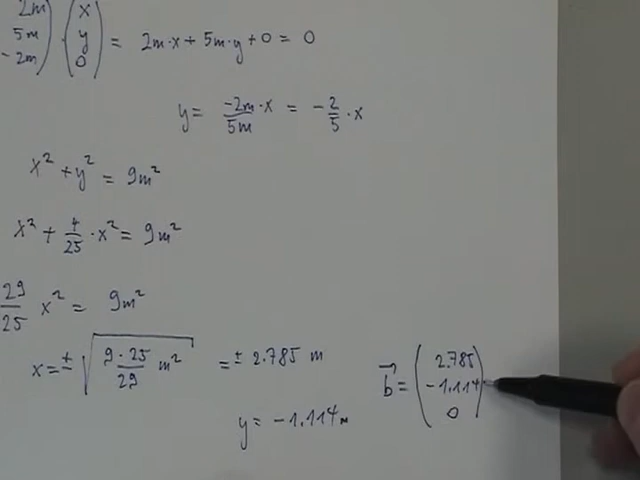 (2m 5m -2m) · (x y 0) = 2m·x + 5m·y + 0 = 0
y = -2m·x / 5m = -2/5 · x
x² + y² = 9m²
x² + 4/25 · x² = 9m²
29/25 x² = 9m²
x = ± √(9·25/29 m²) = ± 2.785 m
y = -1.114 m
b⃗ = (2.785 -1.114 0)